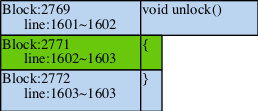 Block:2769 void unlock()
line:1601~1602
Block:2771 {
line:1602~1603
Block:2772 }
line:1603~1603